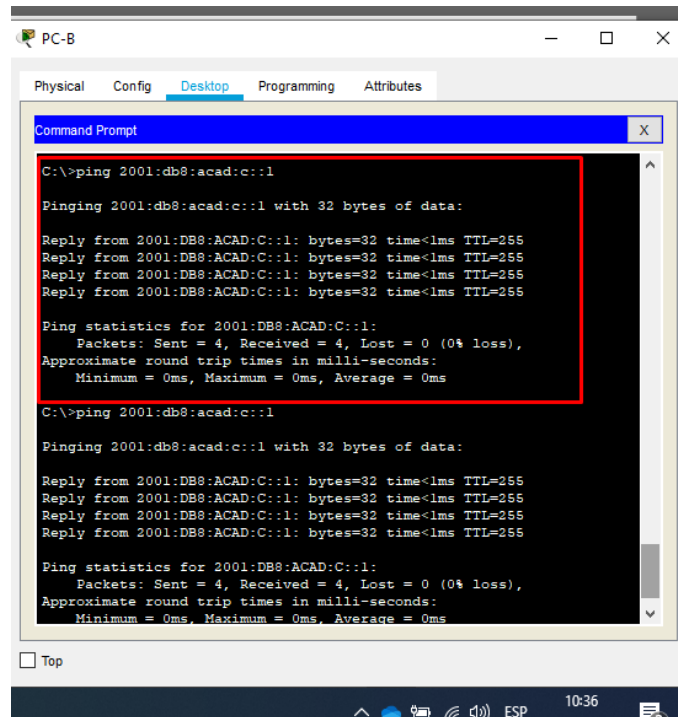 PC-B
Physical Config Desktop Programming Attributes
Command Prompt
X
C:\>ping 2001:db8:acad:c::1
Pinging 2001:db8:acad:c::1 with 32 bytes of data:
Reply from 2001:DB8:ACAD:C::1: bytes=32 time<1ms TTL=255
Reply from 2001:DB8:ACAD:C::1: bytes=32 time<1ms TTL=255
Reply from 2001:DB8:ACAD:C::1: bytes=32 time<1ms TTL=255
Reply from 2001:DB8:ACAD:C::1: bytes=32 time<1ms TTL=255
Ping statistics for 2001:DB8:ACAD:C::1:
Packets: Sent = 4, Received = 4, Lost = 0 (0% loss),
Approximate round trip times in milli-seconds:
Minimum = 0ms, Maximum = 0ms, Average = 0ms
C:\>ping 2001:db8:acad:c::1
Pinging 2001:db8:acad:c::1 with 32 bytes of data:
Reply from 2001:DB8:ACAD:C::1: bytes=32 time<1ms TTL=255
Reply from 2001:DB8:ACAD:C::1: bytes=32 time<1ms TTL=255
Reply from 2001:DB8:ACAD:C::1: bytes=32 time<1ms TTL=255
Reply from 2001:DB8:ACAD:C::1: bytes=32 time<1ms TTL=255
Ping statistics for 2001:DB8:ACAD:C::1:
Packets: Sent = 4, Received = 4, Lost = 0 (0% loss),
Approximate round trip times in milli-seconds:
Minimum = 0ms, Maximum = 0ms, Average = 0ms
Top
ESP
10:36